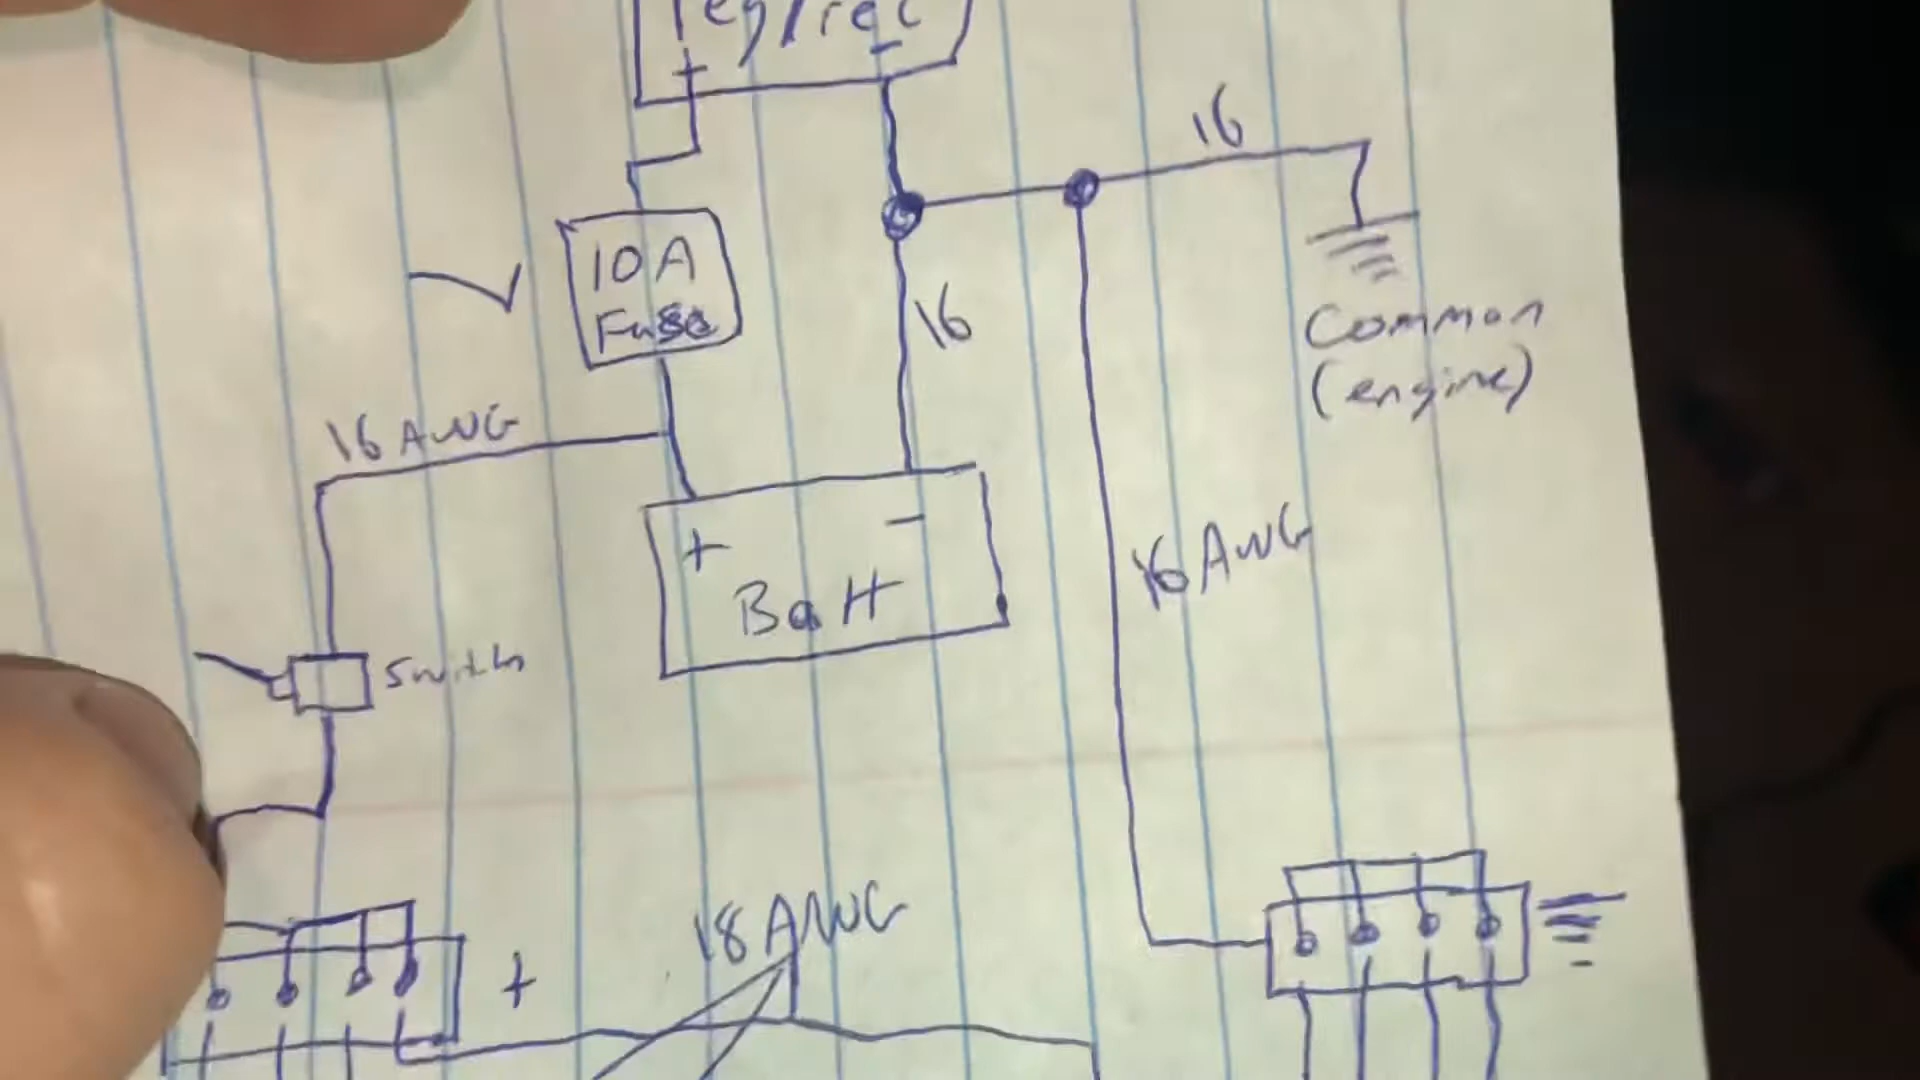 reg/rec
+ -
16
10A
Fuse
16
Common
(engine)
16 AWG
+ -
Batt
16 AWG
Switch
18 AWG
+